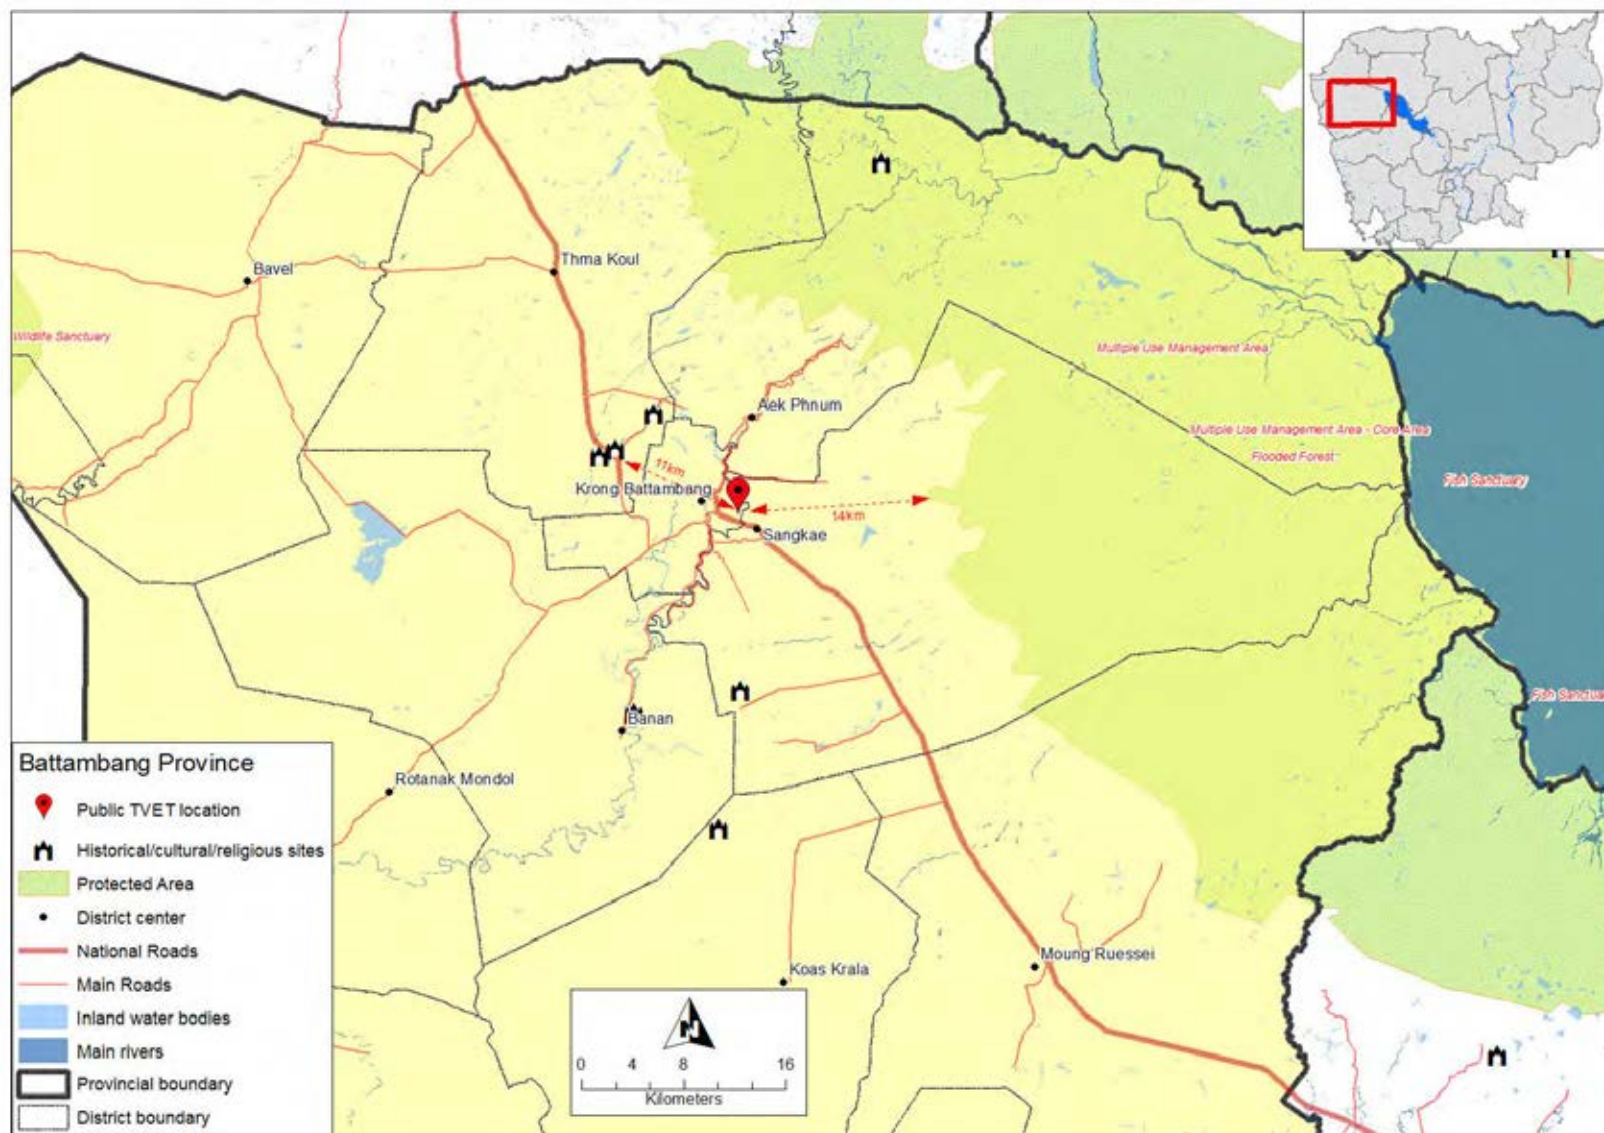 Bavel
Thma Koul
Wildlife Sanctuary
Multiple Use Management Area
Aek Phnum
Multiple Use Management Area - Core Area
Flooded Forest
11km
Krong Battambang
Fish Sanctuary
14km
Sangkae
Banan
Fish Sanctua
Rotanak Mondol
Moung Ruessei
Koas Krala
Battambang Province
Public TVET location
Historical/cultural/religious sites
Protected Area
District center
National Roads
Main Roads
Inland water bodies
Main rivers
Provincial boundary
District boundary
N
0 4 8 16
Kilometers